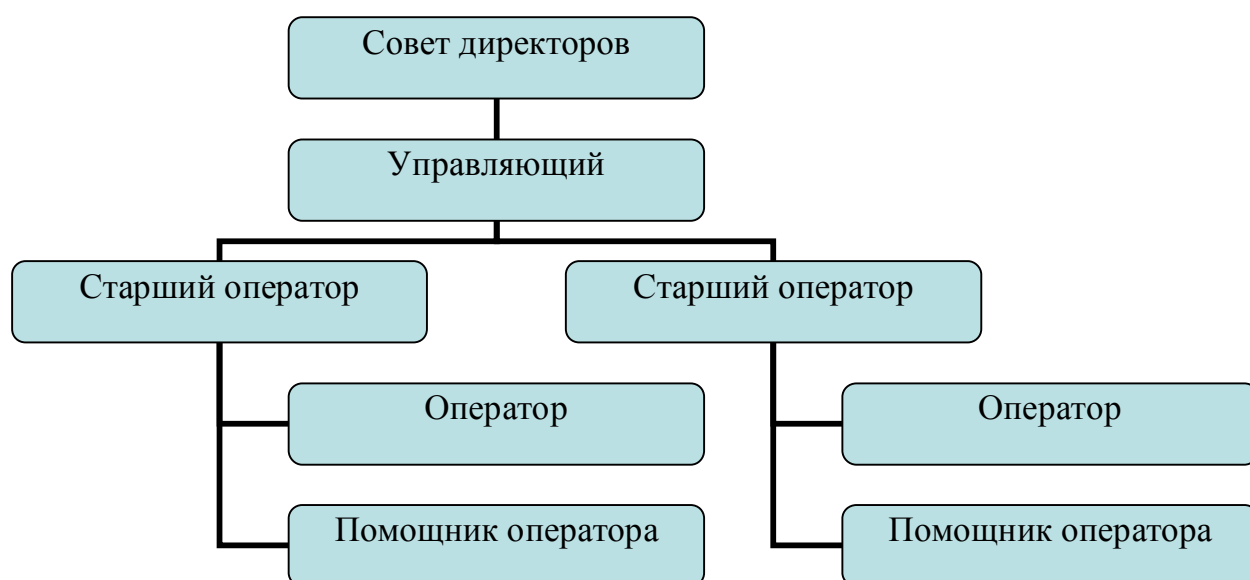 Совет директоров
Управляющий
Старший оператор
Старший оператор
Оператор
Оператор
Помощник оператора
Помощник оператора